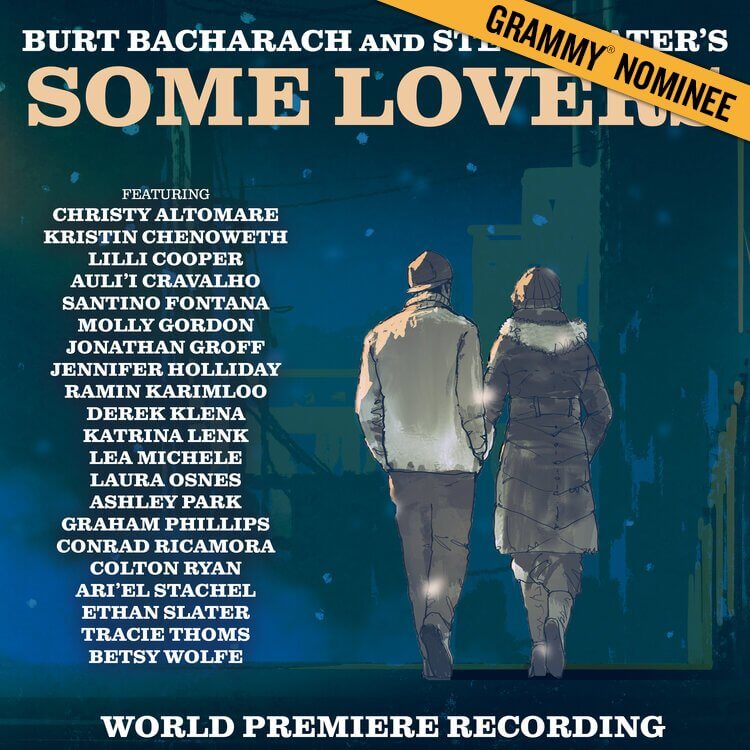 BURT BACHARACH AND STE ATER'S
SOME LOVERS
GRAMMY® NOMINEE
FEATURING
CHRISTY ALTOMARE
KRISTIN CHENOWETH
LILLI COOPER
AULI'I CRAVALHO
SANTINO FONTANA
MOLLY GORDON
JONATHAN GROFF
JENNIFER HOLLIDAY
RAMIN KARIMLOO
DEREK KLENA
KATRINA LENK
LEA MICHELE
LAURA OSNES
ASHLEY PARK
GRAHAM PHILLIPS
CONRAD RICAMORA
COLTON RYAN
ARI'EL STACHEL
ETHAN SLATER
TRACIE THOMS
BETSY WOLFE
WORLD PREMIERE RECORDING